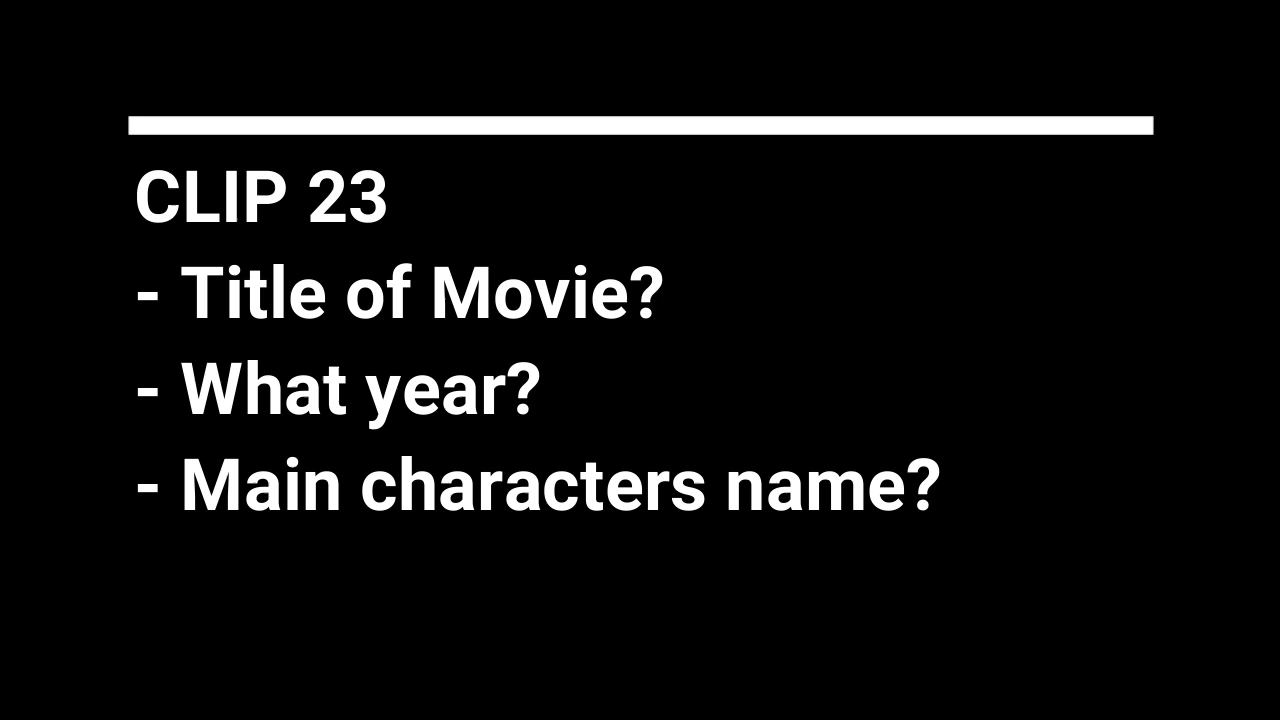 CLIP 23
- Title of Movie?
- What year?
- Main characters name?